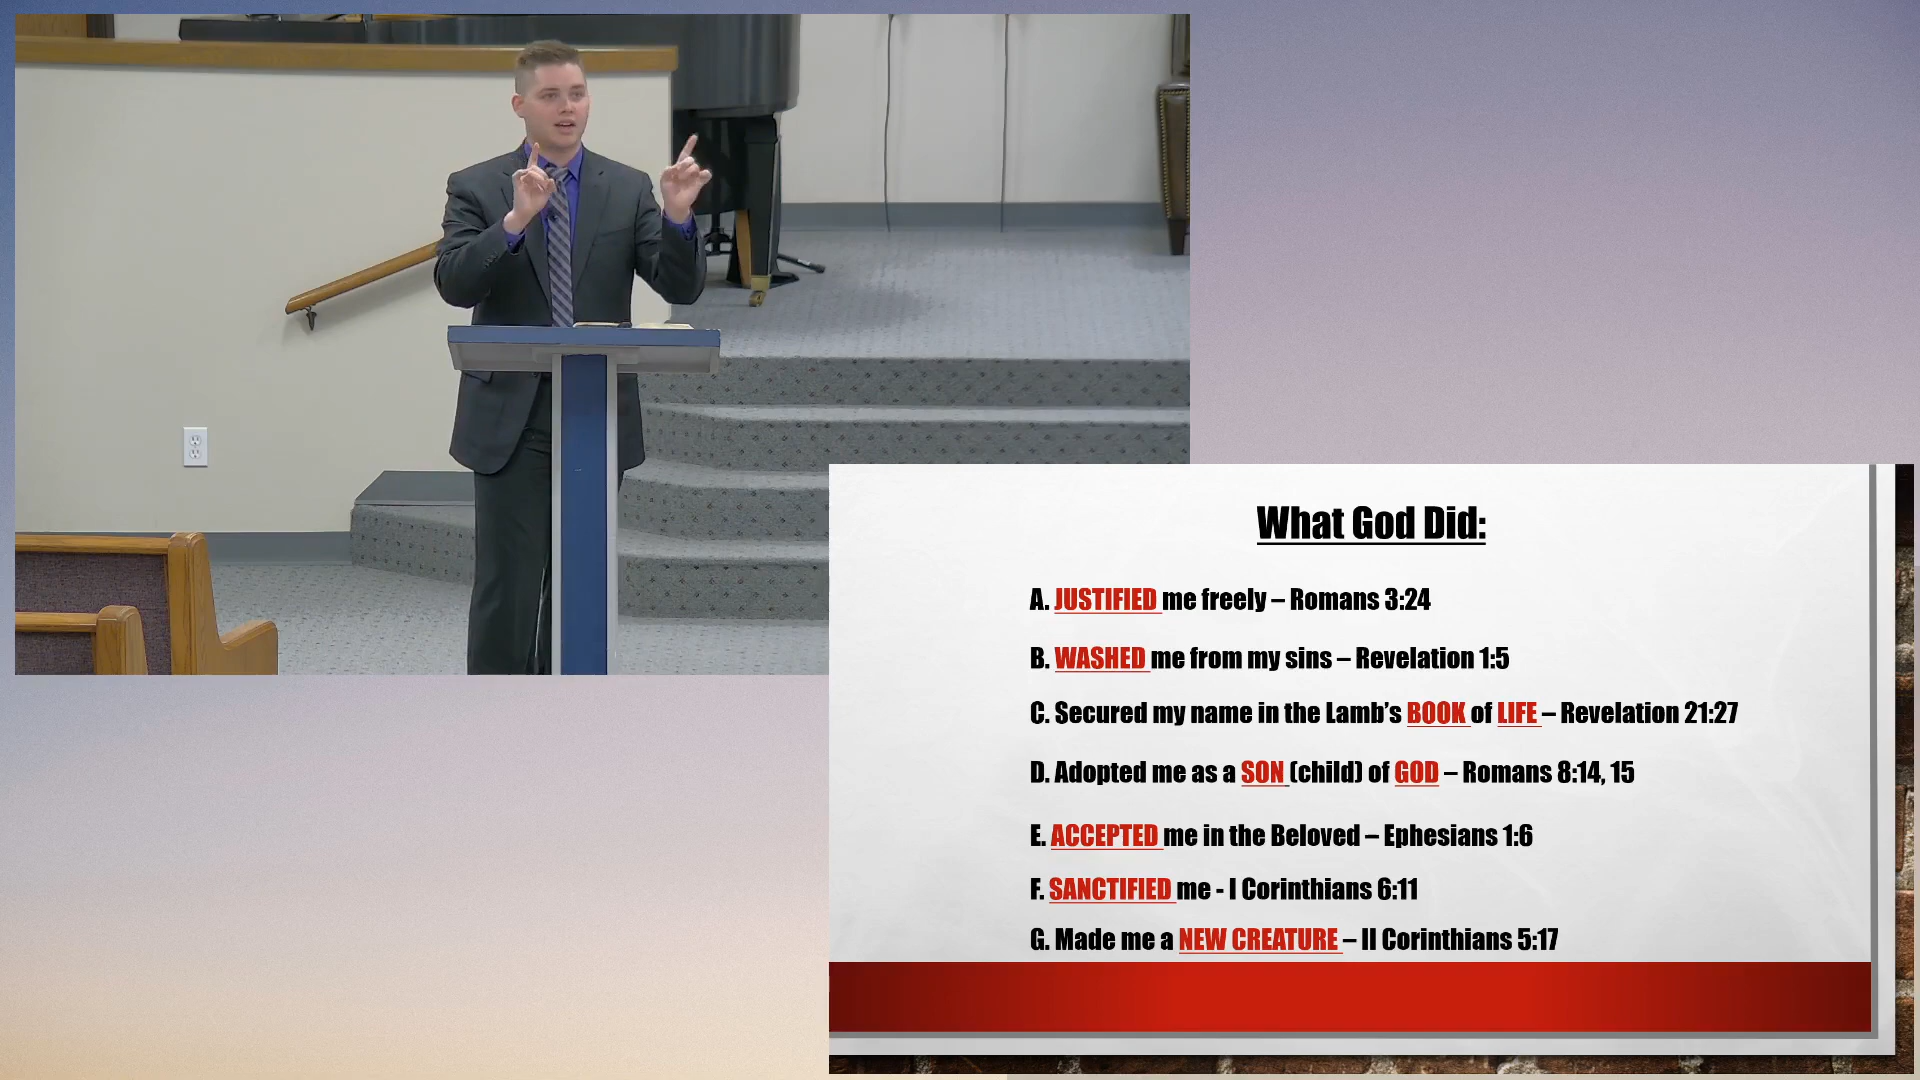 What God Did:
A. JUSTIFIED me freely – Romans 3:24
B. WASHED me from my sins – Revelation 1:5
C. Secured my name in the Lamb’s BOOK of LIFE – Revelation 21:27
D. Adopted me as a SON (child) of GOD – Romans 8:14, 15
E. ACCEPTED me in the Beloved – Ephesians 1:6
F. SANCTIFIED me - I Corinthians 6:11
G. Made me a NEW CREATURE – II Corinthians 5:17